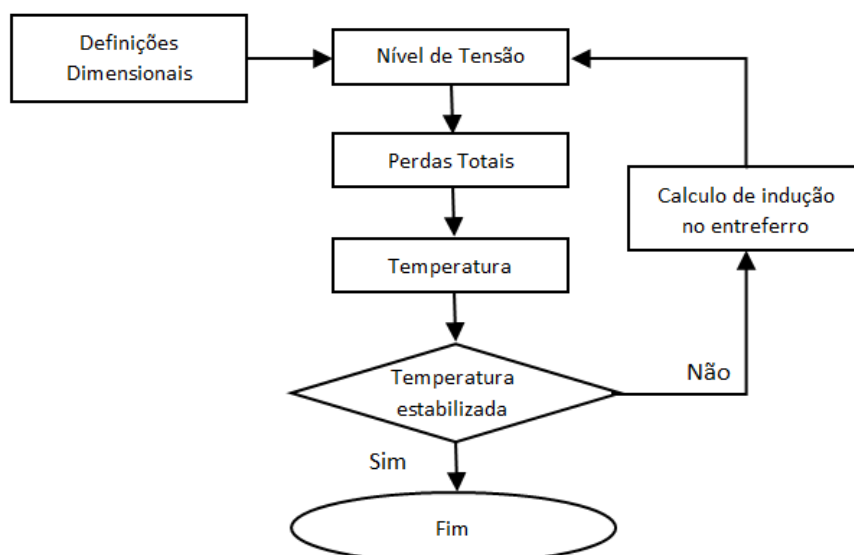 Definições
Dimensionais
Nível de Tensão
Perdas Totais
Calculo de indução
no entreferro
Temperatura
Temperatura
estabilizada
Não
Sim
Fim